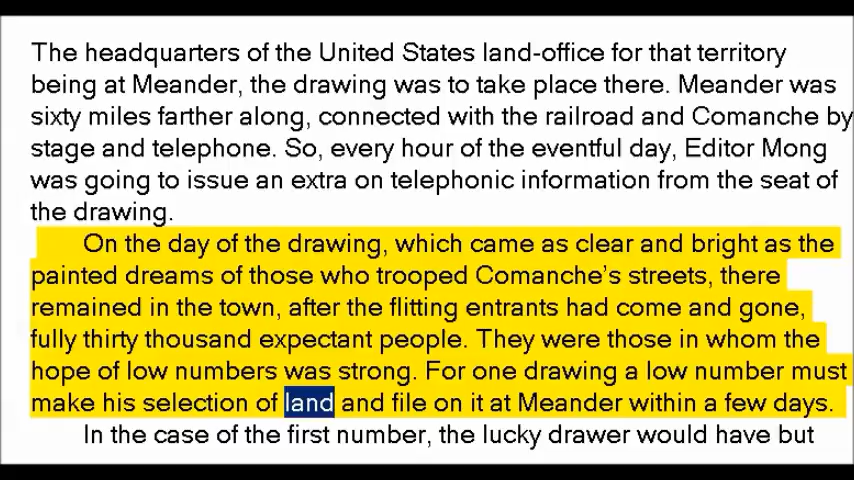 The headquarters of the United States land-office for that territory
being at Meander, the drawing was to take place there. Meander was
sixty miles farther along, connected with the railroad and Comanche by
stage and telephone. So, every hour of the eventful day, Editor Mong
was going to issue an extra on telephonic information from the seat of
the drawing.
On the day of the drawing, which came as clear and bright as the
painted dreams of those who trooped Comanche’s streets, there
remained in the town, after the flitting entrants had come and gone,
fully thirty thousand expectant people. They were those in whom the
hope of low numbers was strong. For one drawing a low number must
make his selection of land and file on it at Meander within a few days.
In the case of the first number, the lucky drawer would have but